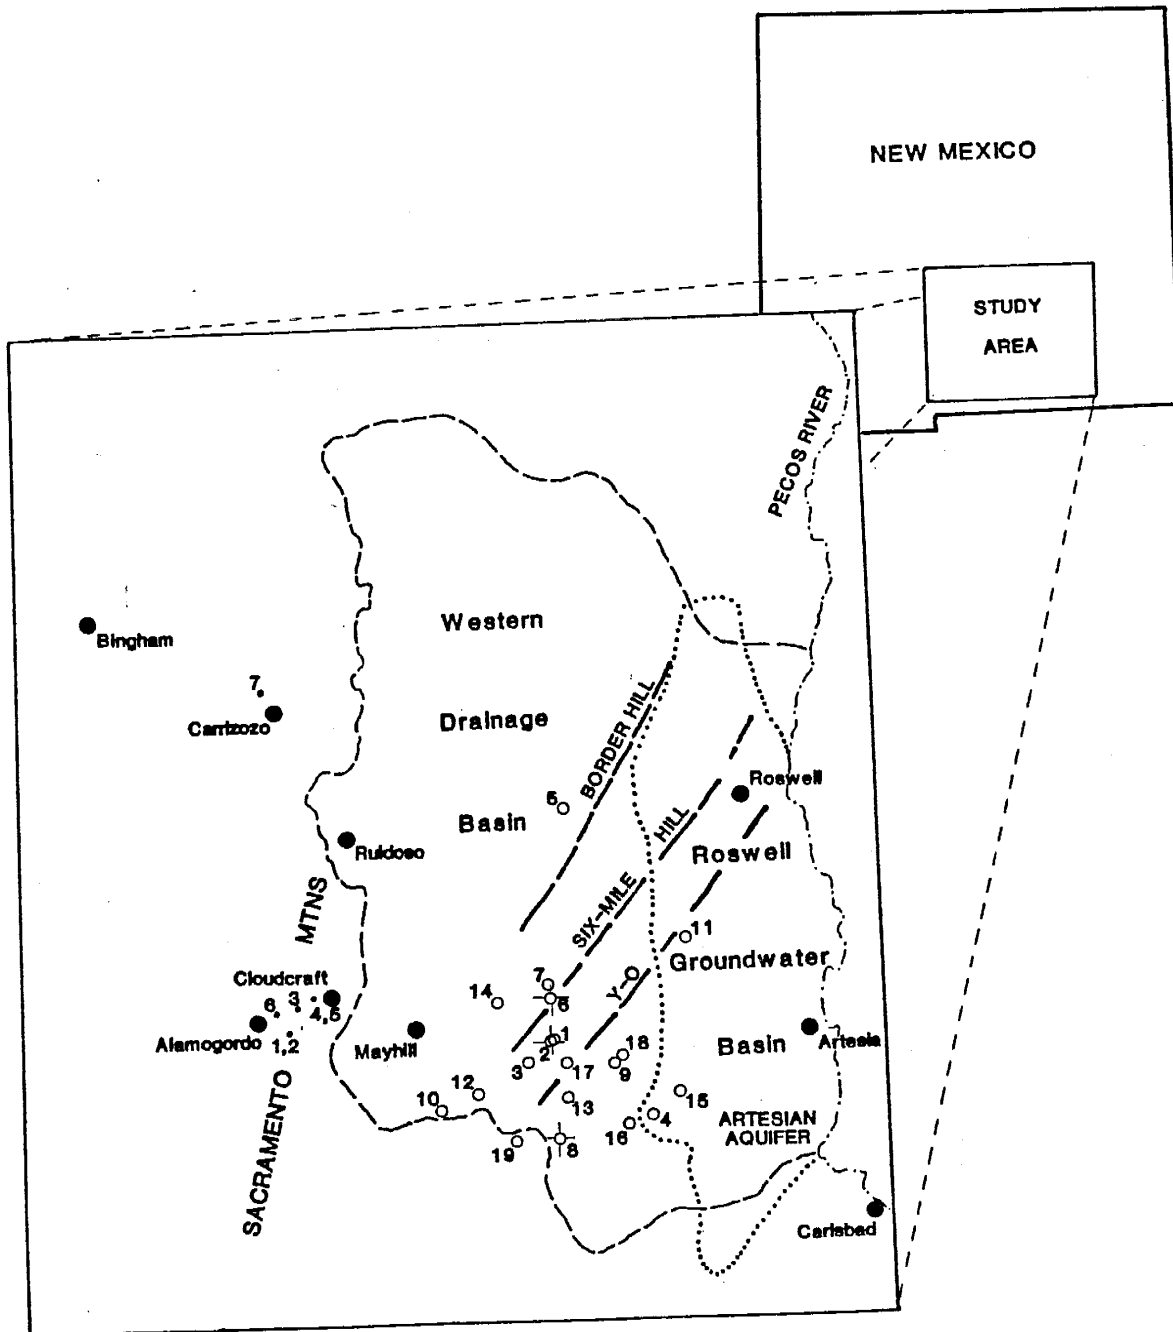 NEW MEXICO
STUDY
AREA
PECOS RIVER
Western
Bingham
7
Carrizozo
Drainage
BORDER HILL
5
Basin
Roswell
Ruidoso
HILL
Roswell
SIX-MILE
MTNS
11
Groundwater
Y-O
Cloudcraft
7
14
6
6
3
4,5
Alamogordo
1,2
Mayhill
1
2
Basin
Artesia
3
17
18
9
12
10
13
15
4
16
ARTESIAN
AQUIFER
19
8
SACRAMENTO
Carlsbad